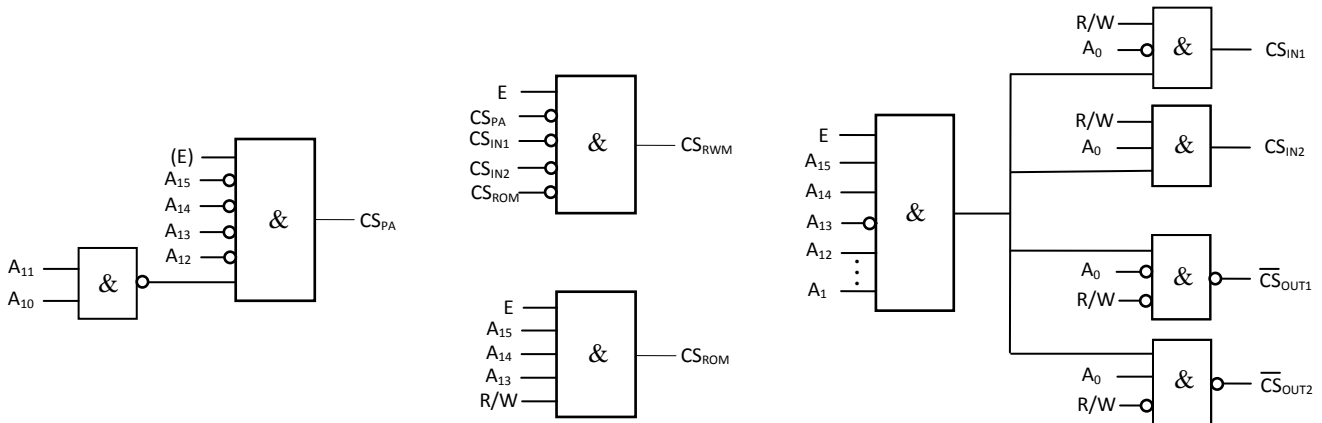 (E)
A15
A14
A13
A12
A11
A10
&
&
CSPA
E
CSPA
CSIN1
CSIN2
CSROM
&
CSRWM
E
A15
A14
A13
R/W
&
CSROM
E
A15
A14
A13
A12
A1
&
R/W
A0
&
CSIN1
R/W
A0
&
CSIN2
A0
R/W
&
CSOUT1
A0
R/W
&
CSOUT2